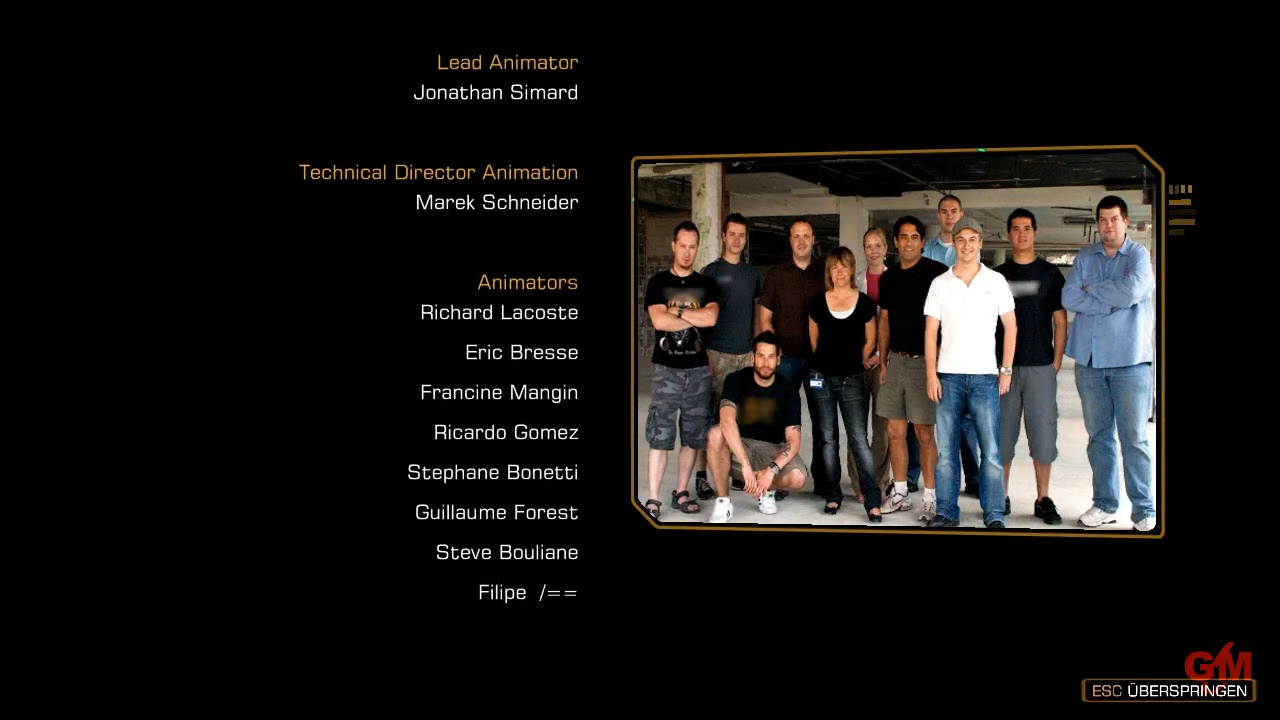 Lead Animator
Jonathan Simard
Technical Director Animation
Marek Schneider
Animators
Richard Lacoste
Eric Bresse
Francine Mangin
Ricardo Gomez
Stephane Bonetti
Guillaume Forest
Steve Bouliane
Filipe /==
GM
ESC ÜBERSPRINGEN